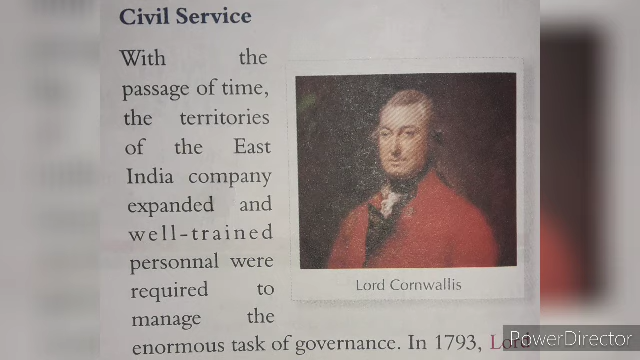 Civil Service
With the
passage of time,
the territories
of the East
India company
expanded and
well-trained
personnal were
required to
manage the
enormous task of governance. In 1793, Lord
Lord Cornwallis
PowerDirector